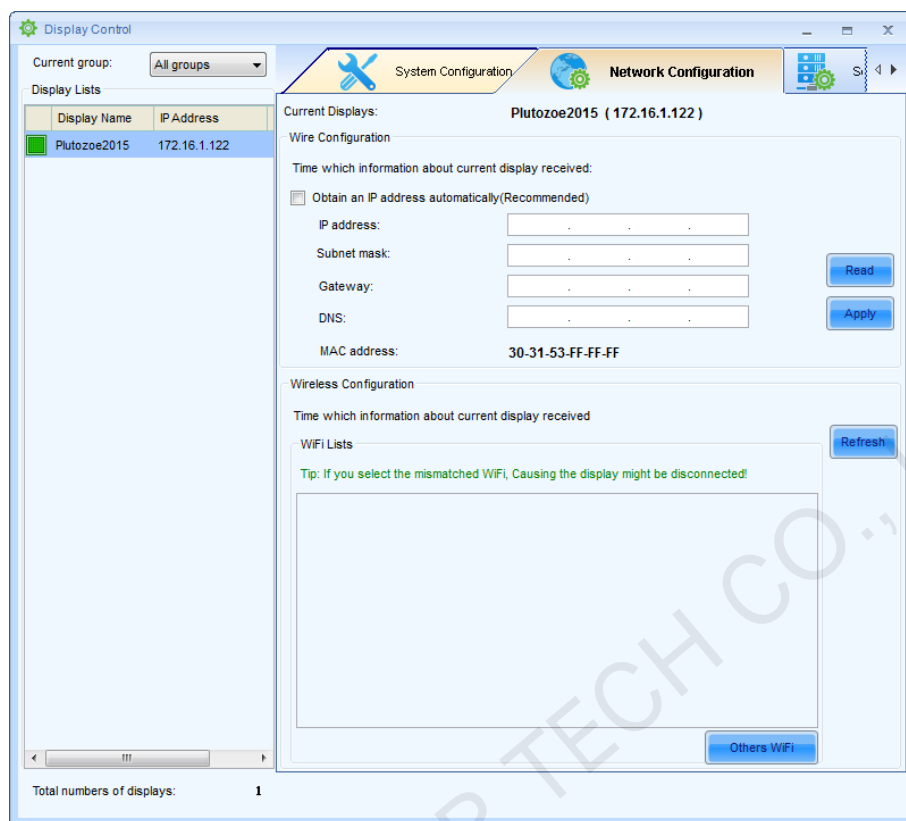 Display Control
Current group: All groups
Display Lists
Display Name IP Address
Plutozoe2015 172.16.1.122
Total numbers of displays: 1
System Configuration Network Configuration
Current Displays: Plutozoe2015 ( 172.16.1.122 )
Wire Configuration
Time which information about current display received:
Obtain an IP address automatically(Recommended)
IP address: . . .
Subnet mask: . . .
Gateway: . . .
DNS: . . .
MAC address: 30-31-53-FF-FF-FF
Read
Apply
Wireless Configuration
Time which information about current display received
Refresh
WiFi Lists
Tip: If you select the mismatched WiFi, Causing the display might be disconnected!
Others WiFi
TECH CO.,